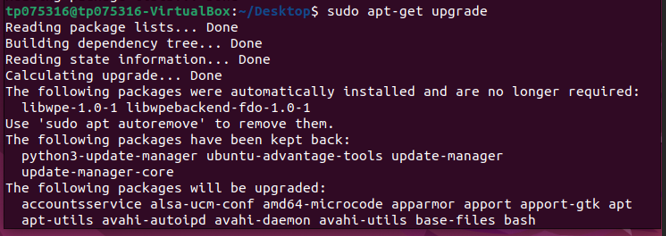 tp075316@tp075316-VirtualBox:~/Desktop$ sudo apt-get upgrade
Reading package lists... Done
Building dependency tree... Done
Reading state information... Done
Calculating upgrade... Done
The following packages were automatically installed and are no longer required:
  libwpe-1.0-1 libwpebackend-fdo-1.0-1
Use 'sudo apt autoremove' to remove them.
The following packages have been kept back:
  python3-update-manager ubuntu-advantage-tools update-manager
  update-manager-core
The following packages will be upgraded:
  accountsservice alsa-ucm-conf amd64-microcode apparmor apport apport-gtk apt
  apt-utils avahi-autoipd avahi-daemon avahi-utils base-files bash